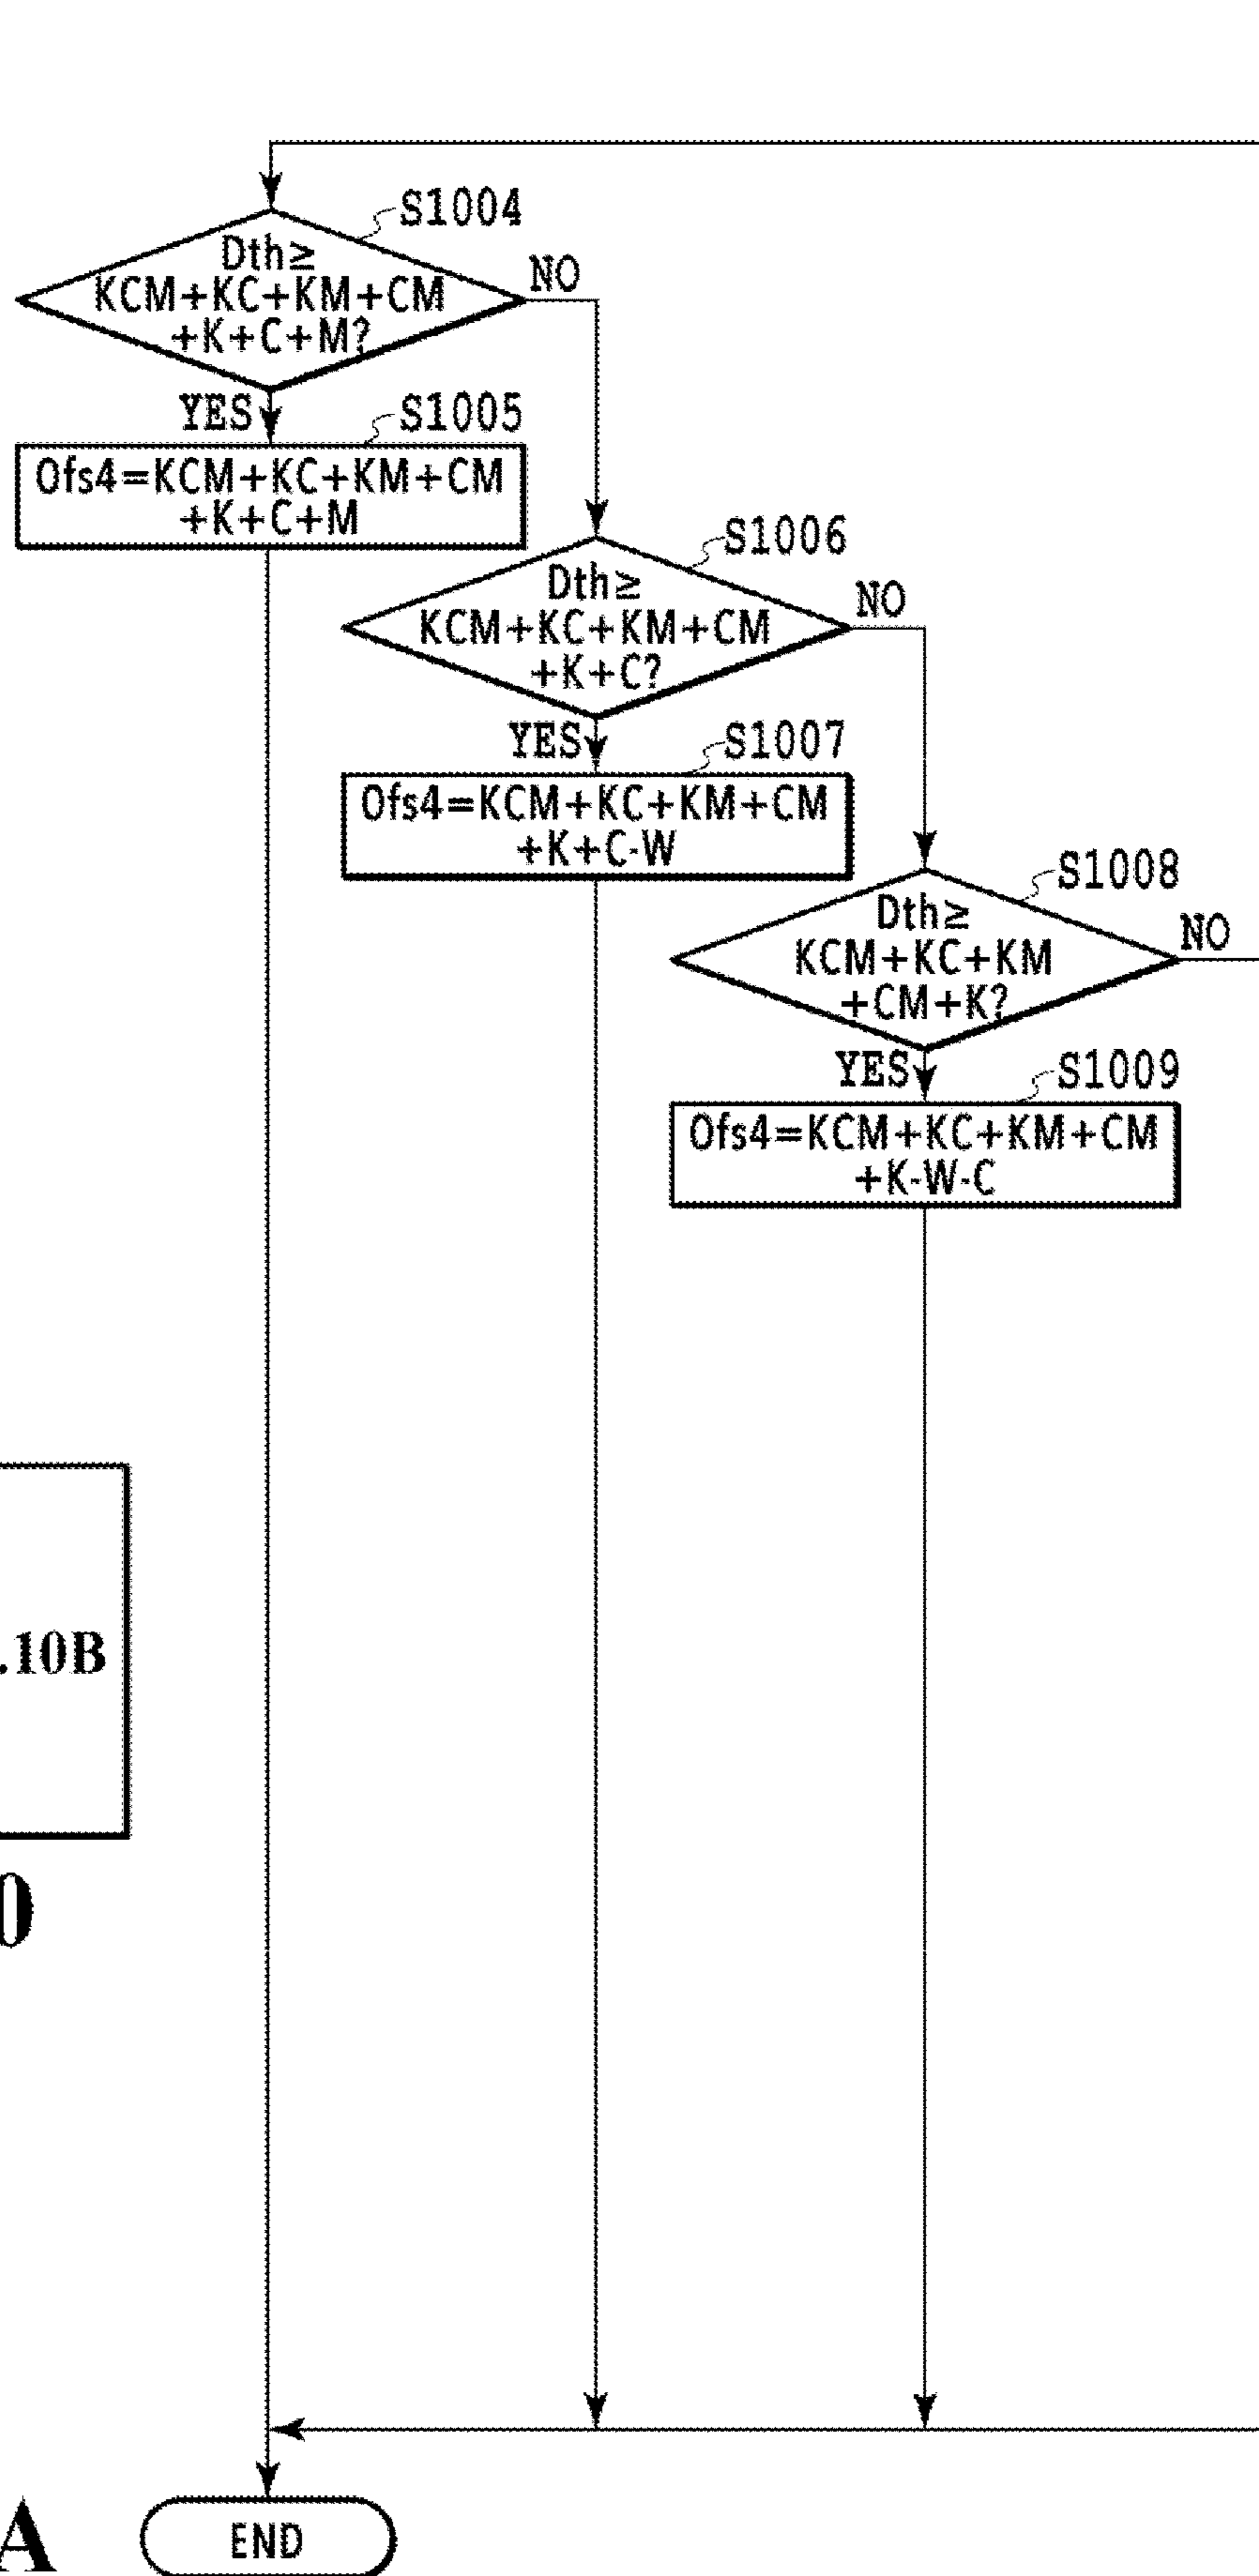 S1004
Dth≥
KCM+KC+KM+CM
+K+C+M?
NO
YES
S1005
Ofs4=KCM+KC+KM+CM
+K+C+M
S1006
Dth≥
KCM+KC+KM+CM
+K+C?
NO
YES
S1007
Ofs4=KCM+KC+KM+CM
+K+C-W
S1008
Dth≥
KCM+KC+KM
+CM+K?
NO
YES
S1009
Ofs4=KCM+KC+KM+CM
+K-W-C
.10B
0
A
END